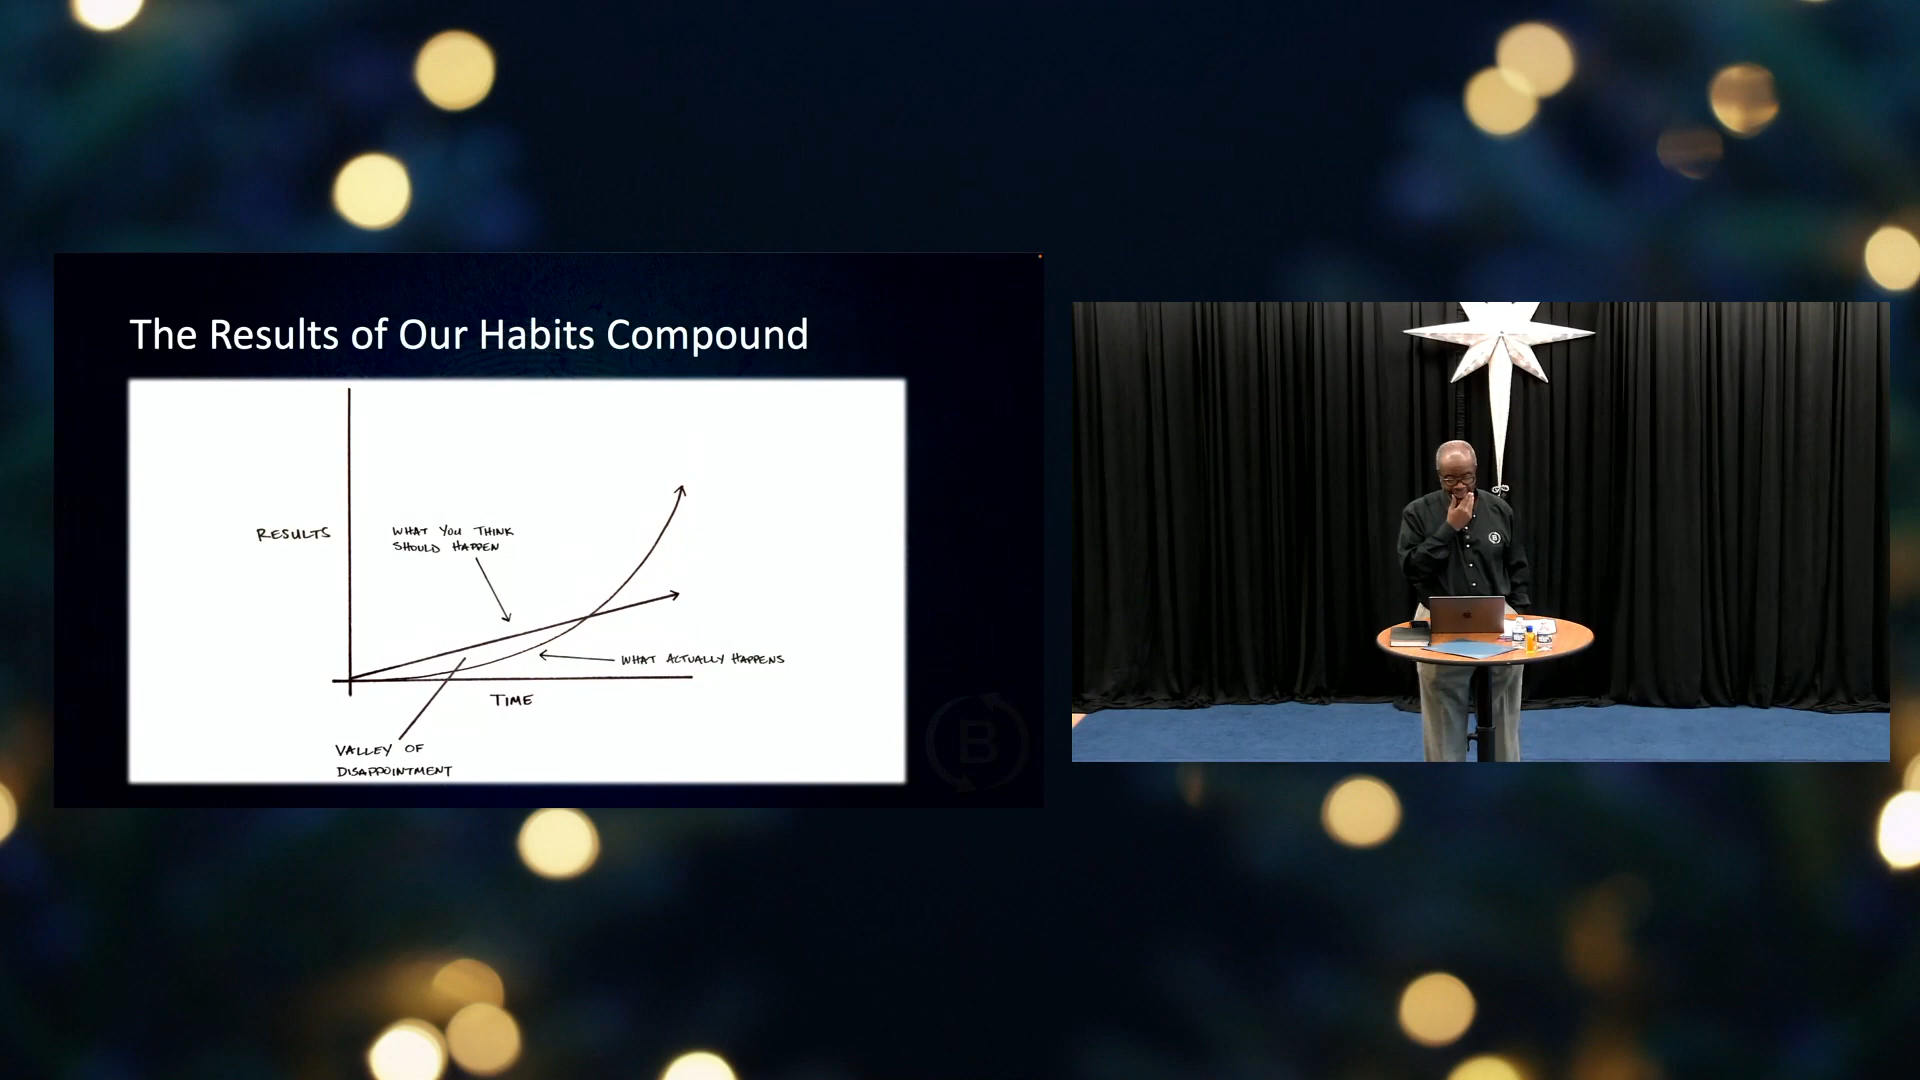 The Results of Our Habits Compound
RESULTS
WHAT YOU THINK
SHOULD HAPPEN
WHAT ACTUALLY HAPPENS
TIME
VALLEY OF
DISAPPOINTMENT
B
B